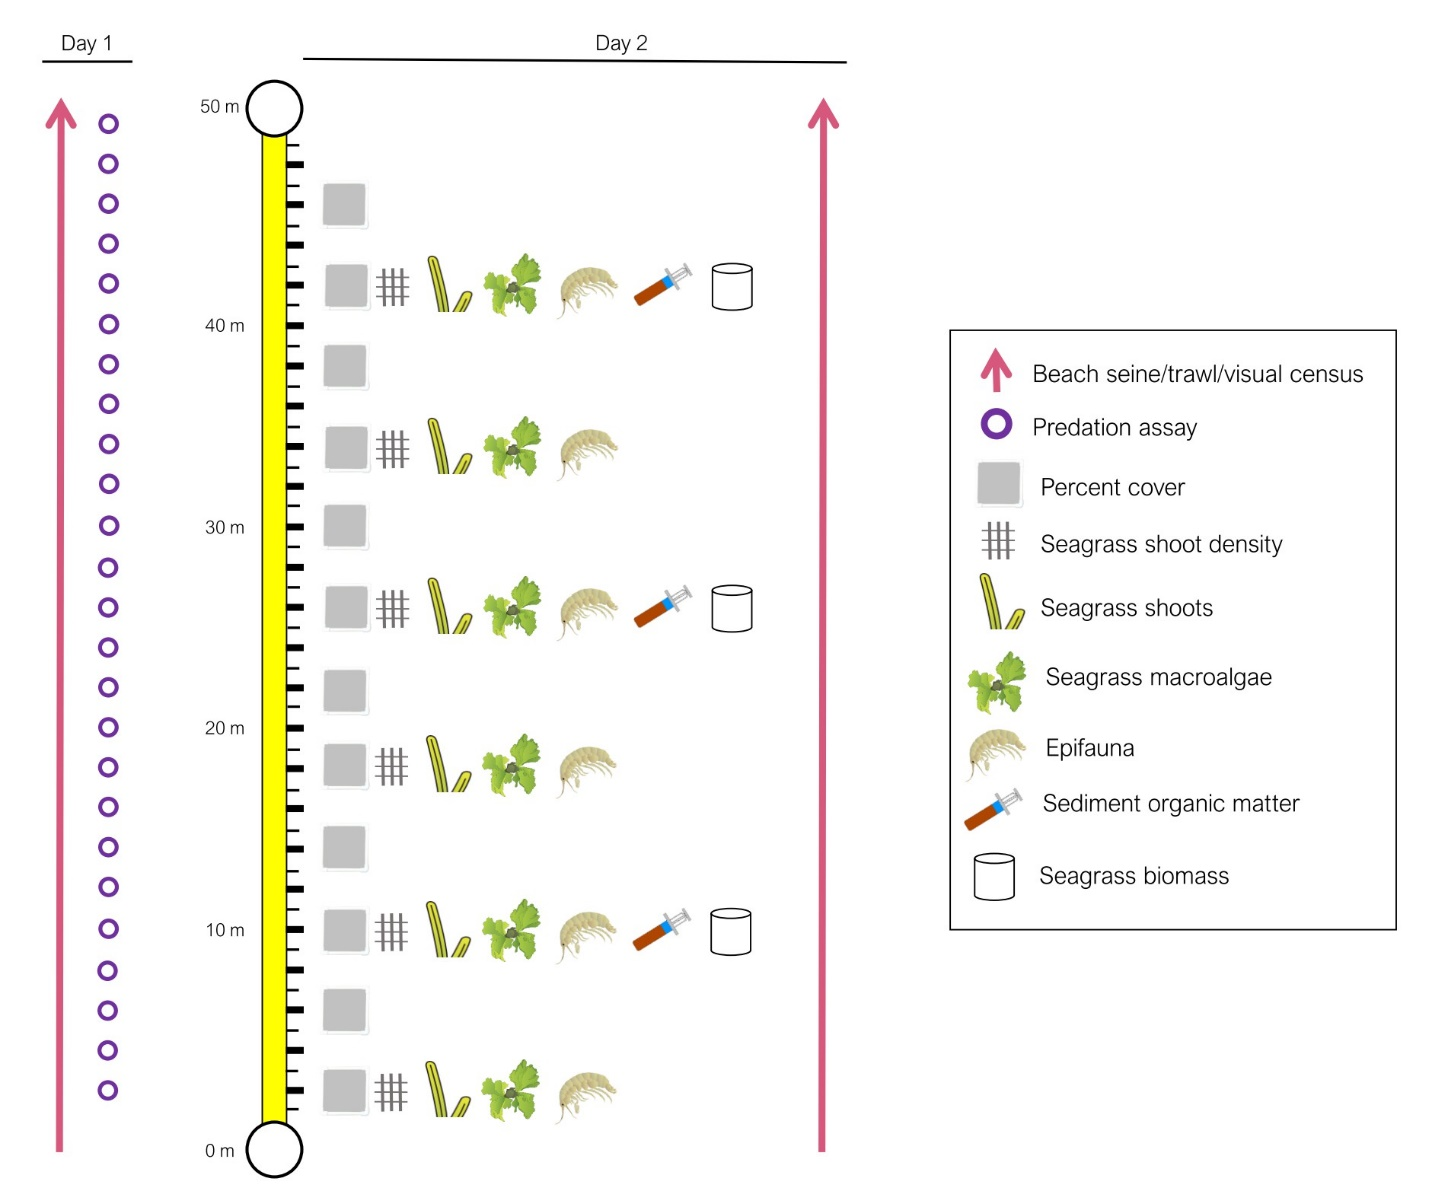 Day 1
Day 2
50 m
40 m
30 m
20 m
10 m
0 m
Beach seine/trawl/visual census
Predation assay
Percent cover
Seagrass shoot density
Seagrass shoots
Seagrass macroalgae
Epifauna
Sediment organic matter
Seagrass biomass